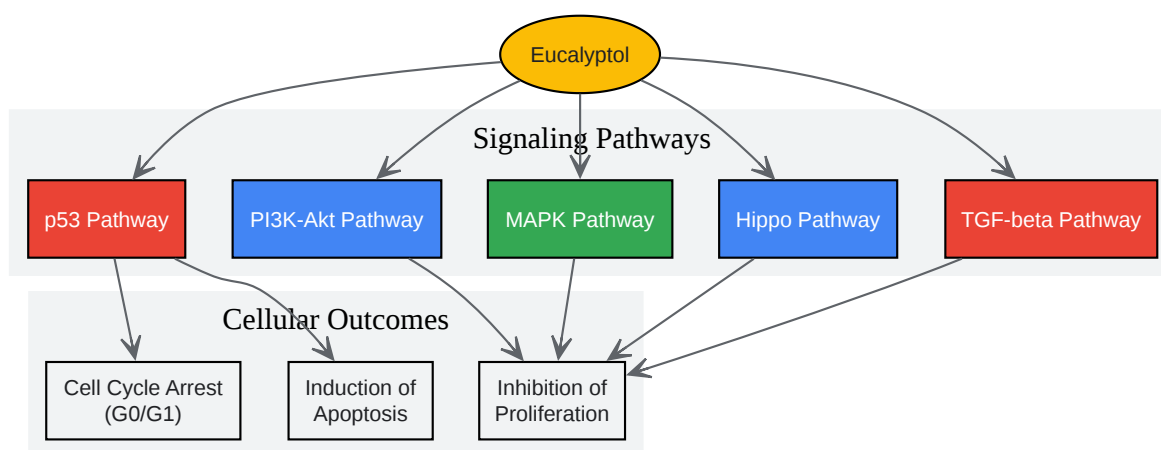 Eucalyptol
Signaling Pathways
p53 Pathway
PI3K-Akt Pathway
MAPK Pathway
Hippo Pathway
TGF-beta Pathway
Cellular Outcomes
Cell Cycle Arrest
(G0/G1)
Induction of
Apoptosis
Inhibition of
Proliferation